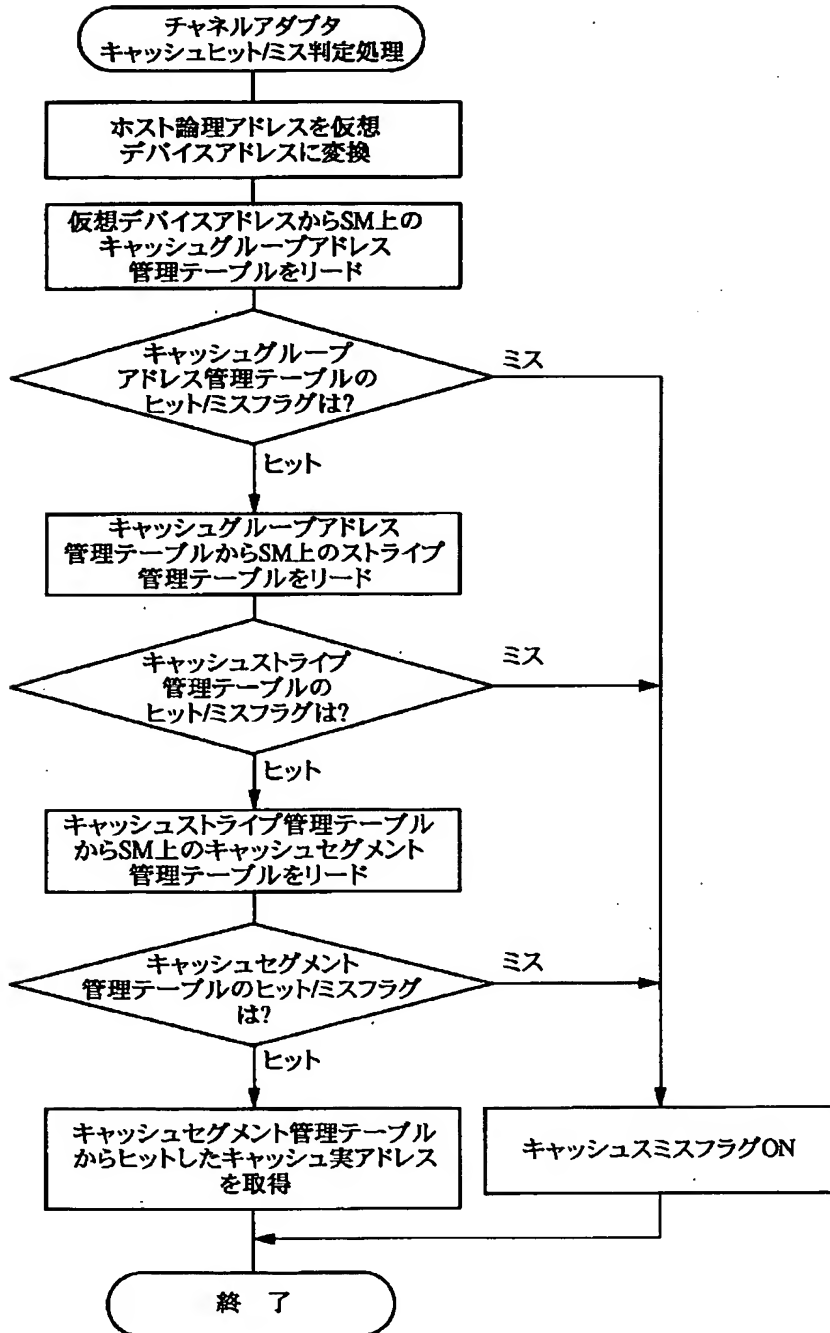 チャネルアダプタ
キャッシュヒット/ミス判定処理
ホスト論理アドレスを仮想
デバイスアドレスに変換
仮想デバイスアドレスからSM上の
キャッシュグループアドレス
管理テーブルをリード
キャッシュグループ
アドレス管理テーブルの
ヒット/ミスフラグは?
ミス
ヒット
キャッシュグループアドレス
管理テーブルからSM上のストライプ
管理テーブルをリード
キャッシュストライプ
管理テーブルの
ヒット/ミスフラグは?
ミス
ヒット
キャッシュストライプ管理テーブル
からSM上のキャッシュセグメント
管理テーブルをリード
キャッシュセグメント
管理テーブルのヒット/ミスフラグ
は?
ミス
ヒット
キャッシュセグメント管理テーブル
からヒットしたキャッシュ実アドレス
を取得
キャッシュスミスフラグON
終 了